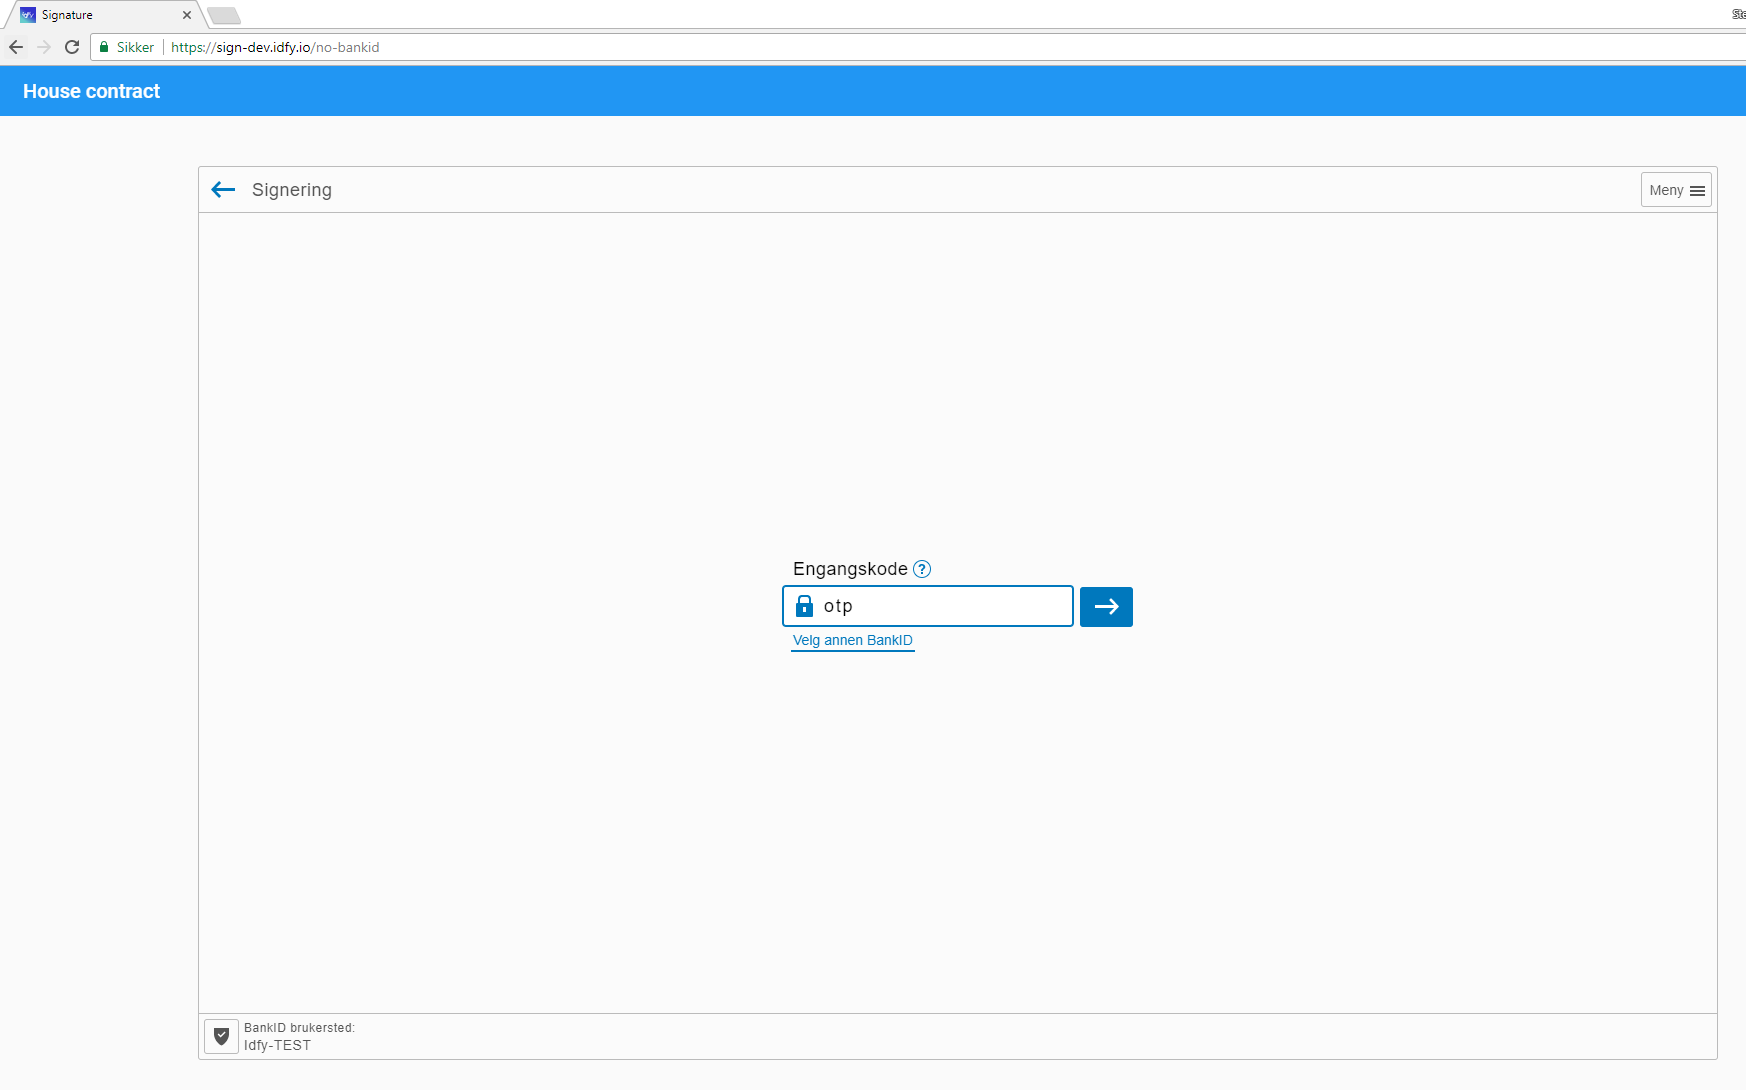 Signature
Sikker https://sign-dev.idfy.io/no-bankid
House contract
Signering
Meny
Engangskode ?
otp
Velg annen BankID
BankID brukersted:
Idfy-TEST